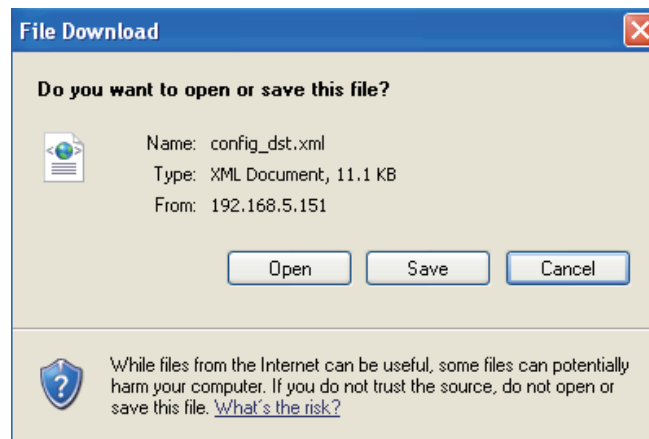 File Download
Do you want to open or save this file?
Name: config_dst.xml
Type: XML Document, 11.1 KB
From: 192.168.5.151
Open Save Cancel
While files from the Internet can be useful, some files can potentially
harm your computer. If you do not trust the source, do not open or
save this file. What's the risk?